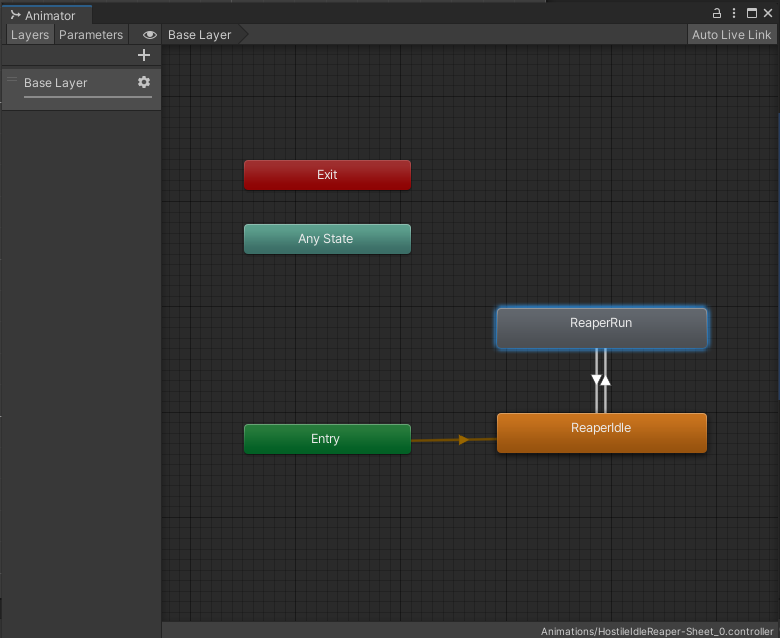 Animator
Layers Parameters Base Layer Auto Live Link
Base Layer
Exit
Any State
ReaperRun
ReaperIdle
Entry
Animations/HostileIdleReaper-Sheet_0.controller